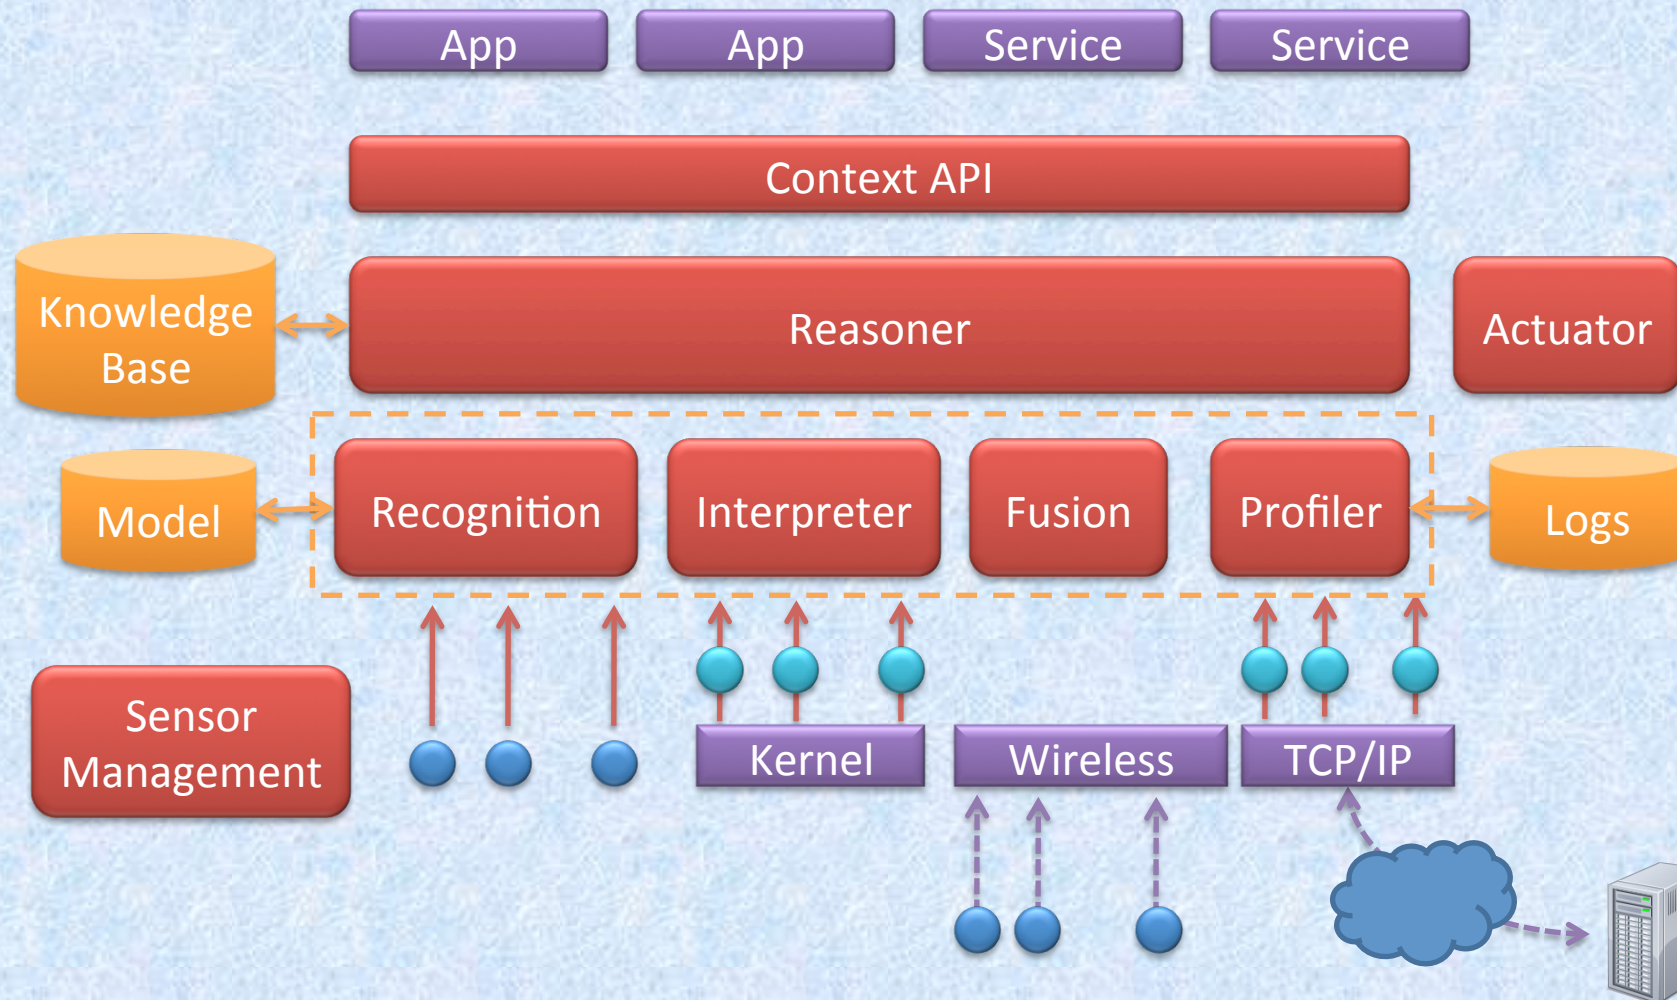 App
App
Service
Service
Context API
Knowledge
Base
Reasoner
Actuator
Model
Recognition
Interpreter
Fusion
Profiler
Logs
Sensor
Management
Kernel
Wireless
TCP/IP